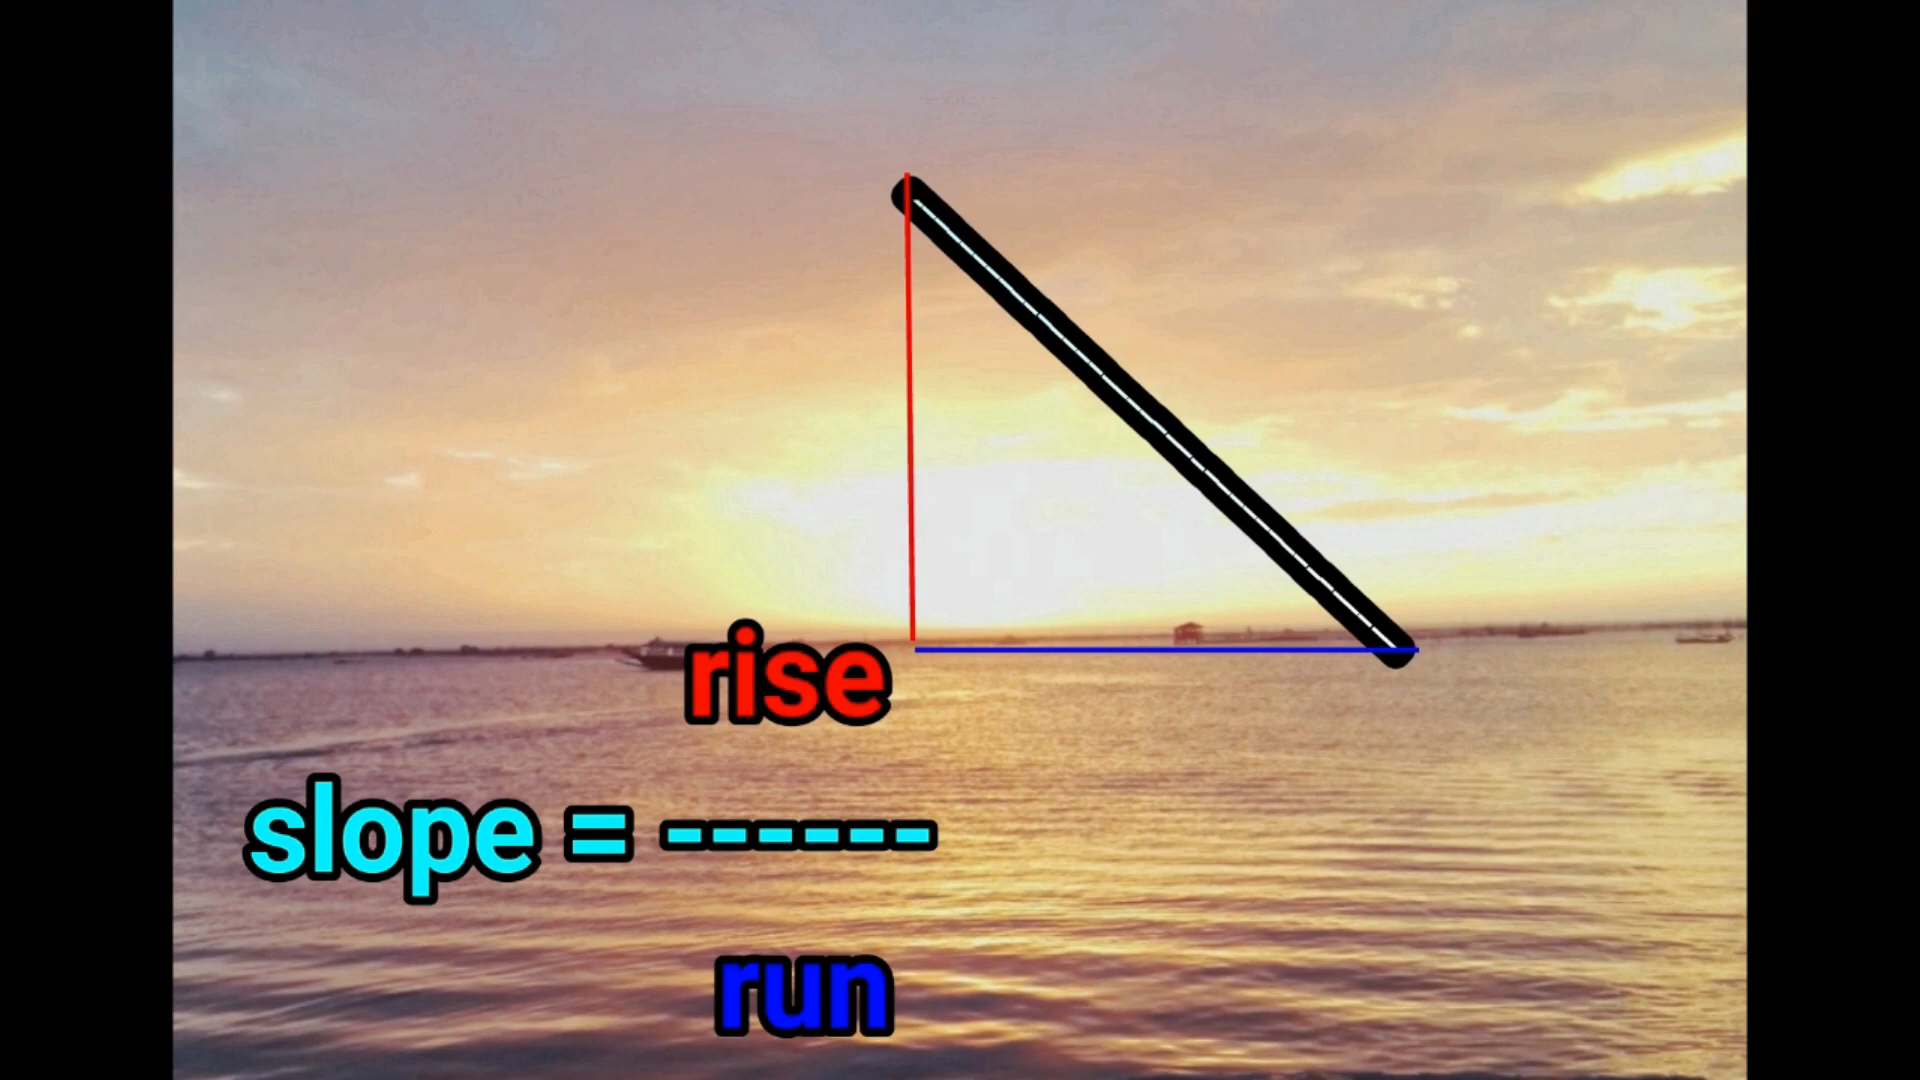 rise
slope = ------
run